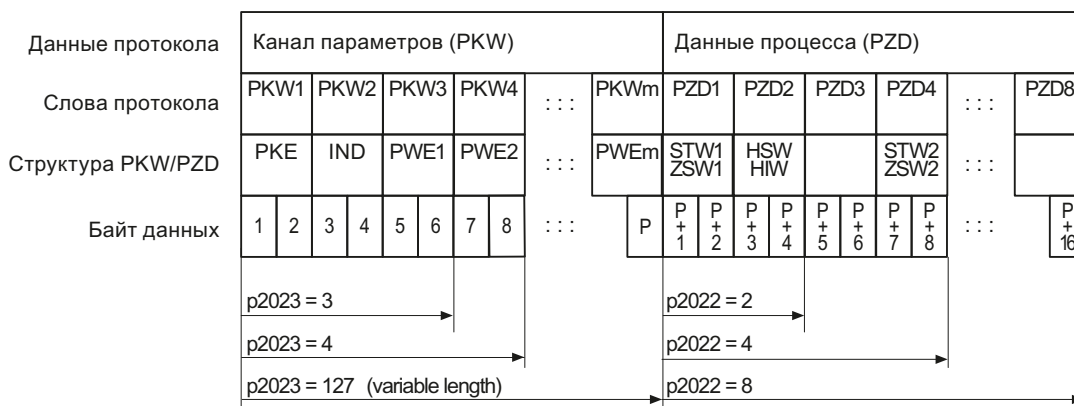 Данные протокола Канал параметров (PKW) Данные процесса (PZD)
Слова протокола PKW1 PKW2 PKW3 PKW4 : : : PKWm PZD1 PZD2 PZD3 PZD4 : : : PZD8
Структура PKW/PZD PKE IND PWE1 PWE2 : : : PWEm STW1 ZSW1 HSW HIW STW2 ZSW2 : : :
Байт данных 1 2 3 4 5 6 7 8 : : : P P+1 P+2 P+3 P+4 P+5 P+6 P+7 P+8 : : : P+16
p2023 = 3 p2022 = 2
p2023 = 4 p2022 = 4
p2023 = 127 (variable length) p2022 = 8